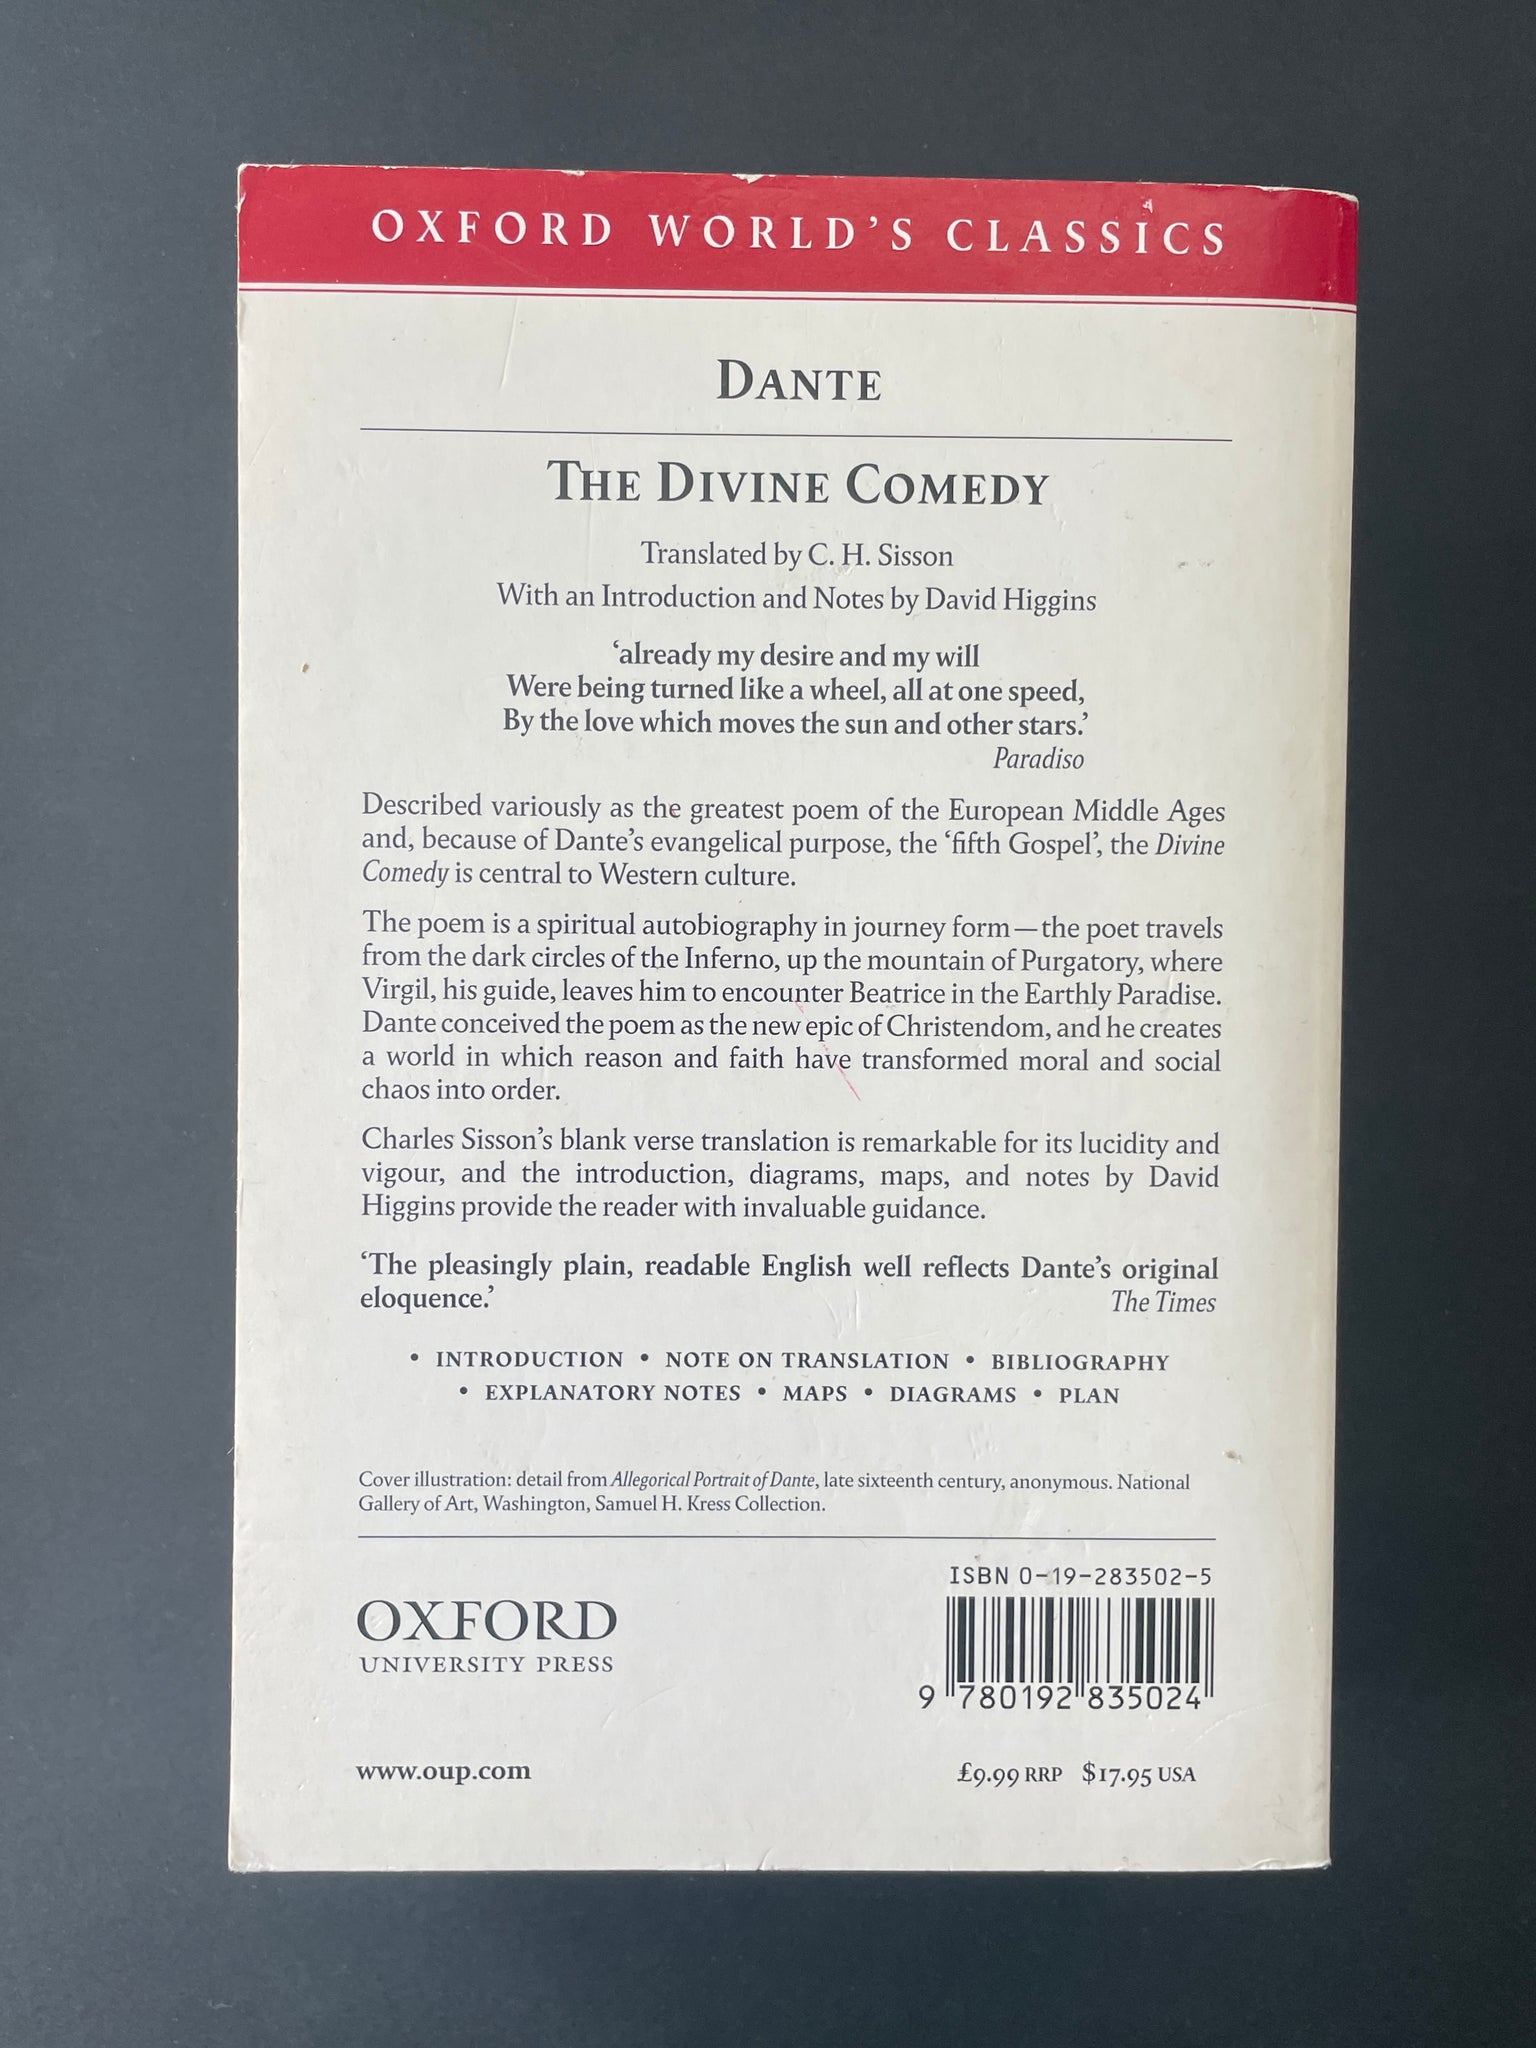 OXFORD WORLD'S CLASSICS
DANTE
THE DIVINE COMEDY
Translated by C. H. Sisson
With an Introduction and Notes by David Higgins
‘already my desire and my will
Were being turned like a wheel, all at one speed,
By the love which moves the sun and other stars.’
Paradiso
Described variously as the greatest poem of the European Middle Ages
and, because of Dante’s evangelical purpose, the ‘fifth Gospel’, the Divine
Comedy is central to Western culture.
The poem is a spiritual autobiography in journey form—the poet travels
from the dark circles of the Inferno, up the mountain of Purgatory, where
Virgil, his guide, leaves him to encounter Beatrice in the Earthly Paradise.
Dante conceived the poem as the new epic of Christendom, and he creates
a world in which reason and faith have transformed moral and social
chaos into order.
Charles Sisson’s blank verse translation is remarkable for its lucidity and
vigour, and the introduction, diagrams, maps, and notes by David
Higgins provide the reader with invaluable guidance.
‘The pleasingly plain, readable English well reflects Dante’s original
eloquence.’ The Times
• INTRODUCTION • NOTE ON TRANSLATION • BIBLIOGRAPHY
• EXPLANATORY NOTES • MAPS • DIAGRAMS • PLAN
Cover illustration: detail from Allegorical Portrait of Dante, late sixteenth century, anonymous. National
Gallery of Art, Washington, Samuel H. Kress Collection.
ISBN 0-19-283502-5
OXFORD
UNIVERSITY PRESS
9 780192 835024
www.oup.com
£9.99 RRP $17.95 USA